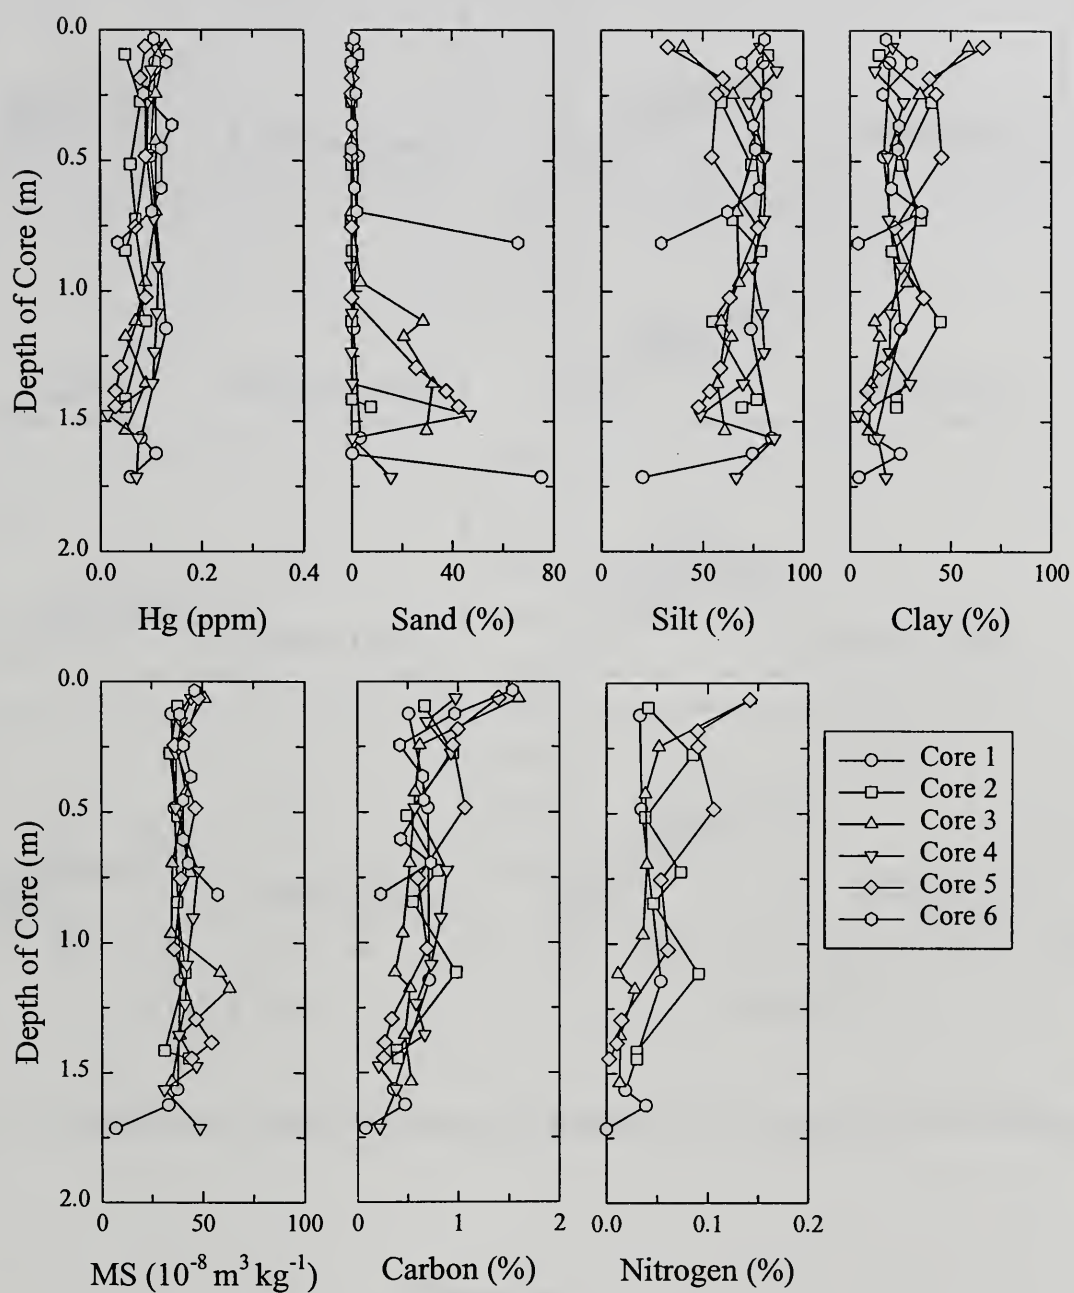 0.0
0.5
1.0
1.5
2.0
Depth of Core (m)
0.0 0.2 0.4
Hg (ppm)
0 40 80
Sand (%)
0 50 100
Silt (%)
0 50 100
Clay (%)
0.0
0.5
1.0
1.5
2.0
Depth of Core (m)
0 50 100
MS (10⁻⁸ m³ kg⁻¹)
0 1 2
Carbon (%)
0.0 0.1 0.2
Nitrogen (%)
Core 1
Core 2
Core 3
Core 4
Core 5
Core 6